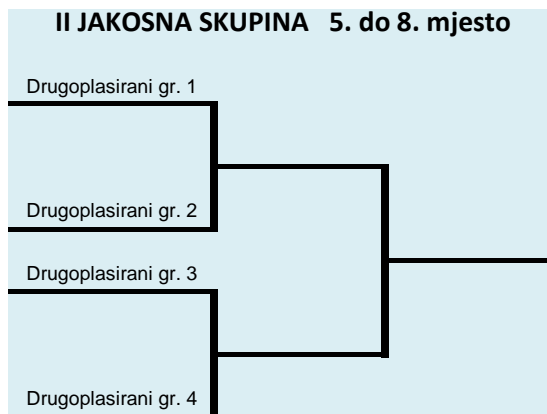 II JAKOSNA SKUPINA 5. do 8. mjesto
Drugoplasirani gr. 1
Drugoplasirani gr. 2
Drugoplasirani gr. 3
Drugoplasirani gr. 4